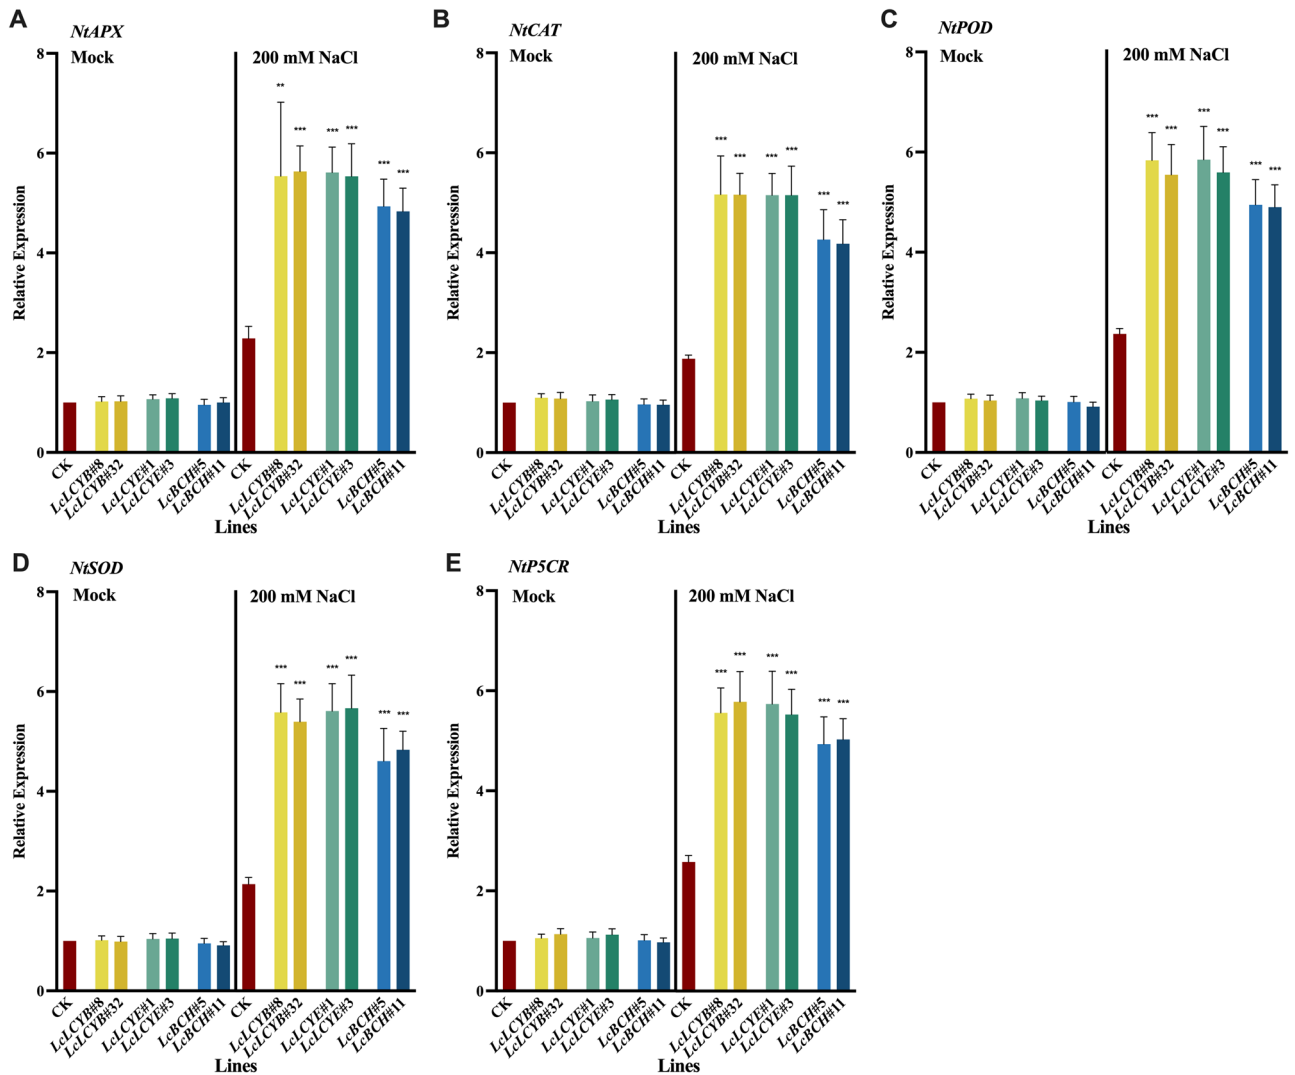 A
NtAPX
Mock
200 mM NaCl
Relative Expression
8
6
4
2
0
**
***
***
***
***
***
CK
LcLCYB#8
LcLCYB#32
LcLCYE#1
LcLCYE#3
LcBCH#5
LcBCH#11
CK
LcLCYB#8
LcLCYB#32
LcLCYE#1
LcLCYE#3
LcBCH#5
LcBCH#11
Lines
B
NtCAT
Mock
200 mM NaCl
Relative Expression
8
6
4
2
0
***
***
***
***
***
***
CK
LcLCYB#8
LcLCYB#32
LcLCYE#1
LcLCYE#3
LcBCH#5
LcBCH#11
CK
LcLCYB#8
LcLCYB#32
LcLCYE#1
LcLCYE#3
LcBCH#5
LcBCH#11
Lines
C
NtPOD
Mock
200 mM NaCl
Relative Expression
8
6
4
2
0
***
***
***
***
***
***
CK
LcLCYB#8
LcLCYB#32
LcLCYE#1
LcLCYE#3
LcBCH#5
LcBCH#11
CK
LcLCYB#8
LcLCYB#32
LcLCYE#1
LcLCYE#3
LcBCH#5
LcBCH#11
Lines
D
NtSOD
Mock
200 mM NaCl
Relative Expression
8
6
4
2
0
***
***
***
***
***
***
CK
LcLCYB#8
LcLCYB#32
LcLCYE#1
LcLCYE#3
LcBCH#5
LcBCH#11
CK
LcLCYB#8
LcLCYB#32
LcLCYE#1
LcLCYE#3
LcBCH#5
LcBCH#11
Lines
E
NtP5CR
Mock
200 mM NaCl
Relative Expression
8
6
4
2
0
***
***
***
***
***
***
CK
LcLCYB#8
LcLCYB#32
LcLCYE#1
LcLCYE#3
LcBCH#5
LcBCH#11
CK
LcLCYB#8
LcLCYB#32
LcLCYE#1
LcLCYE#3
LcBCH#5
LcBCH#11
Lines